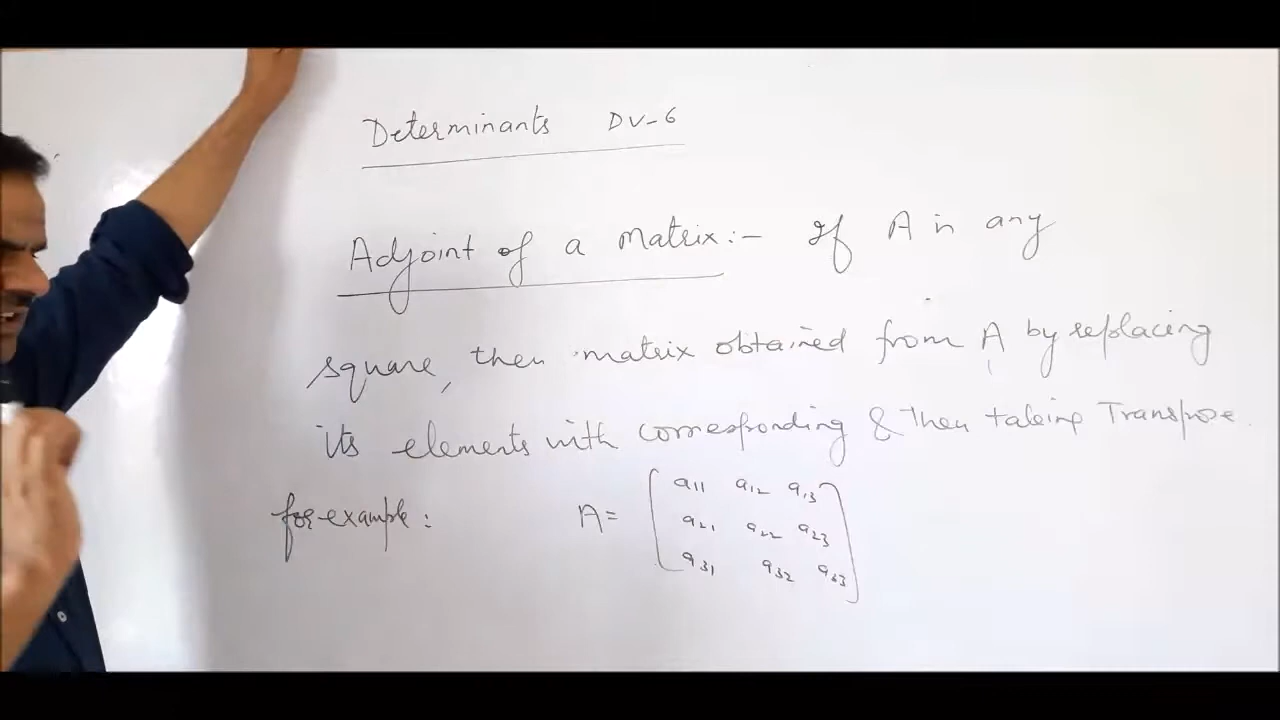 Determinants DV-6
Adjoint of a matrix:- If A is any
square, then matrix obtained from A by replacing
its elements with corresponding & then taking Transpose.
for example: A= [a11 a12 a13
a21 a22 a23
a31 a32 a33]